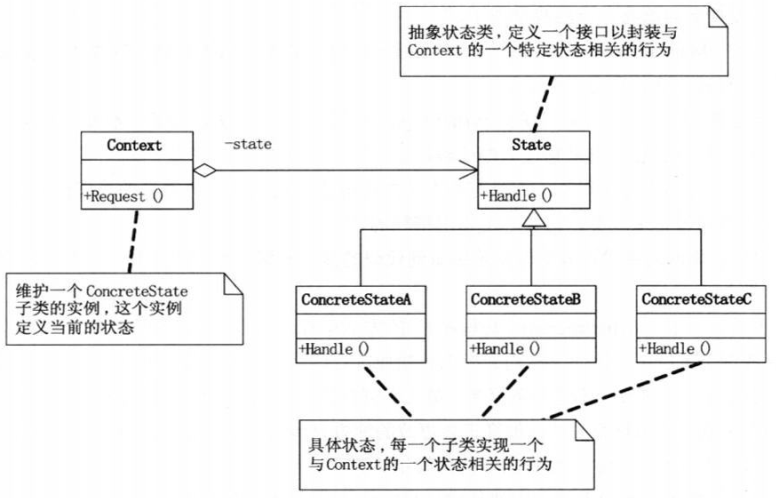 抽象状态类，定义一个接口以封装与
Context 的一个特定状态相关的行为
Context
-state
State
+Request()
+Handle()
维护一个 ConcreteState
子类的实例，这个实例
定义当前的状态
ConcreteStateA
ConcreteStateB
ConcreteStateC
+Handle()
+Handle()
+Handle()
具体状态，每一个子类实现一个
与Context的一个状态相关的行为